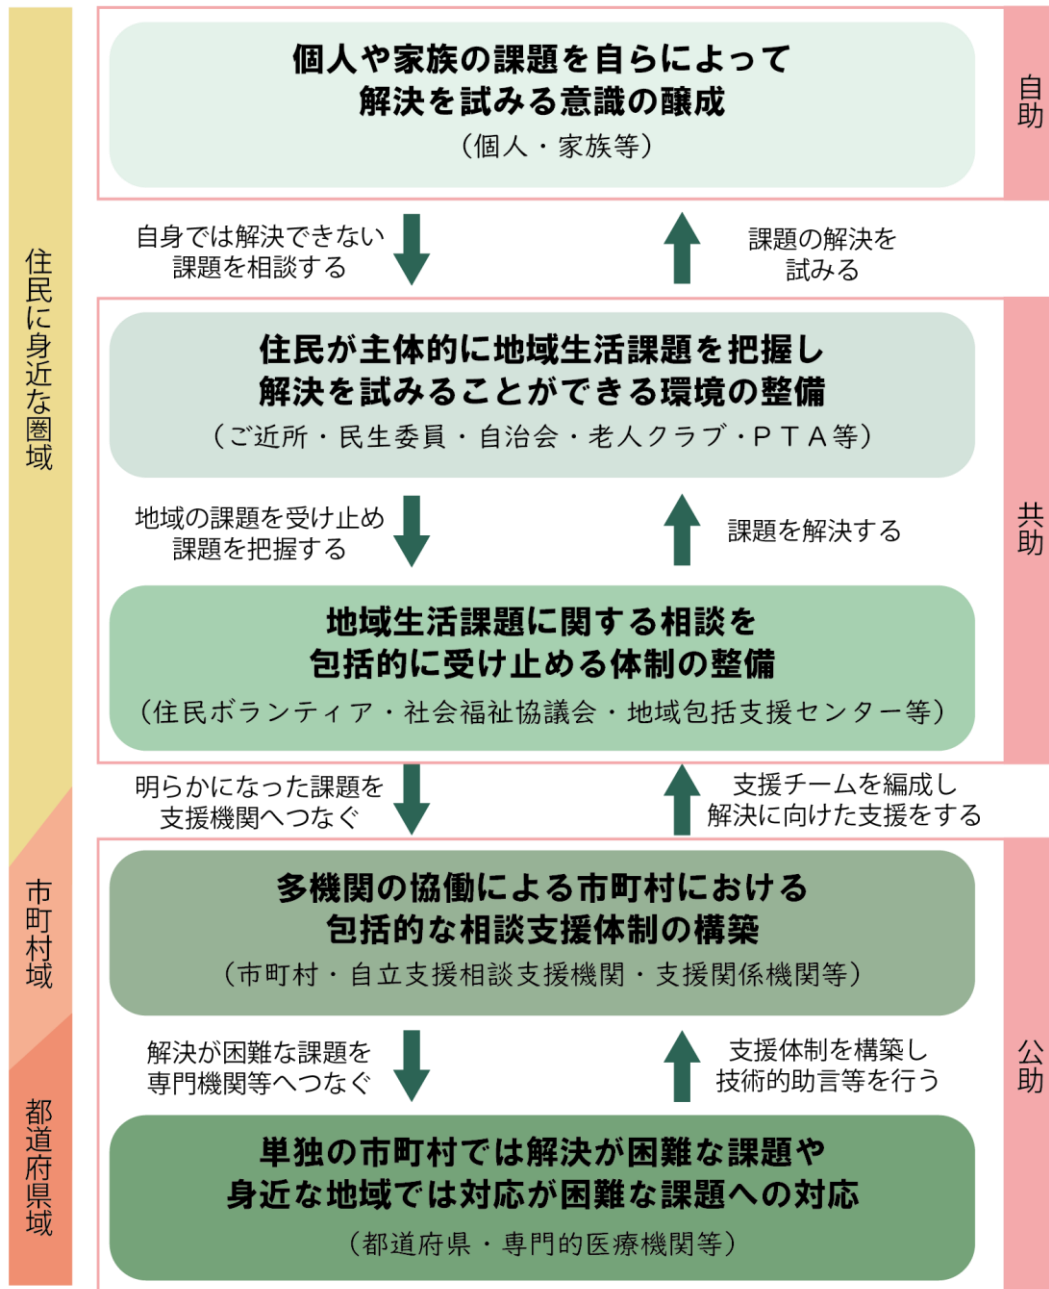 個人や家族の課題を自らによって
解決を試みる意識の醸成
（個人・家族等）
自助
自身では解決できない
課題を相談する
課題の解決を
試みる
住民に身近な圏域
住民が主体的に地域生活課題を把握し
解決を試みることができる環境の整備
（ご近所・民生委員・自治会・老人クラブ・ＰＴＡ等）
地域の課題を受け止め
課題を把握する
課題を解決する
共助
地域生活課題に関する相談を
包括的に受け止める体制の整備
（住民ボランティア・社会福祉協議会・地域包括支援センター等）
明らかになった課題を
支援機関へつなぐ
支援チームを編成し
解決に向けた支援をする
市町村域
多機関の協働による市町村における
包括的な相談支援体制の構築
（市町村・自立支援相談支援機関・支援関係機関等）
解決が困難な課題を
専門機関等へつなぐ
支援体制を構築し
技術的助言等を行う
公助
都道府県域
単独の市町村では解決が困難な課題や
身近な地域では対応が困難な課題への対応
（都道府県・専門的医療機関等）